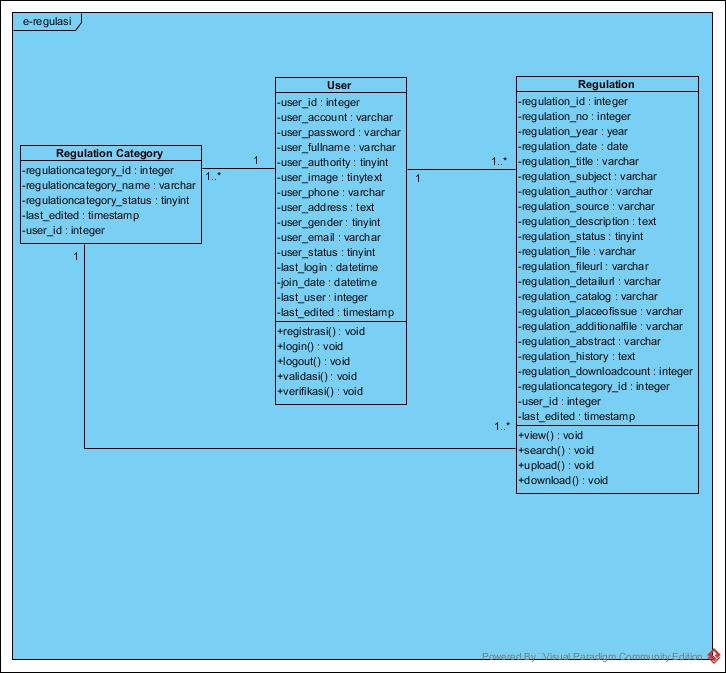 e-regulasi
Regulation Category
-regulationcategory_id : integer
-regulationcategory_name : varchar
-regulationcategory_status : tinyint
-last_edited : timestamp
-user_id : integer
1
1..*
1
User
-user_id : integer
-user_account : varchar
-user_password : varchar
-user_fullname : varchar
-user_authority : tinyint
-user_image : tinytext
-user_phone : varchar
-user_address : text
-user_gender : tinyint
-user_email : varchar
-user_status : tinyint
-last_login : datetime
-join_date : datetime
-last_user : integer
-last_edited : timestamp
+registrasi() : void
+login() : void
+logout() : void
+validasi() : void
+verifikasi() : void
1
1..*
Regulation
-regulation_id : integer
-regulation_no : integer
-regulation_year : year
-regulation_date : date
-regulation_title : varchar
-regulation_subject : varchar
-regulation_author : varchar
-regulation_source : varchar
-regulation_description : text
-regulation_status : tinyint
-regulation_file : varchar
-regulation_fileurl : varchar
-regulation_detailurl : varchar
-regulation_catalog : varchar
-regulation_placeofissue : varchar
-regulation_additionalfile : varchar
-regulation_abstract : varchar
-regulation_history : text
-regulation_downloadcount : integer
-regulationcategory_id : integer
-user_id : integer
-last_edited : timestamp
1..*
+view() : void
+search() : void
+upload() : void
+download() : void
Powered By Visual Paradigm Community Edition